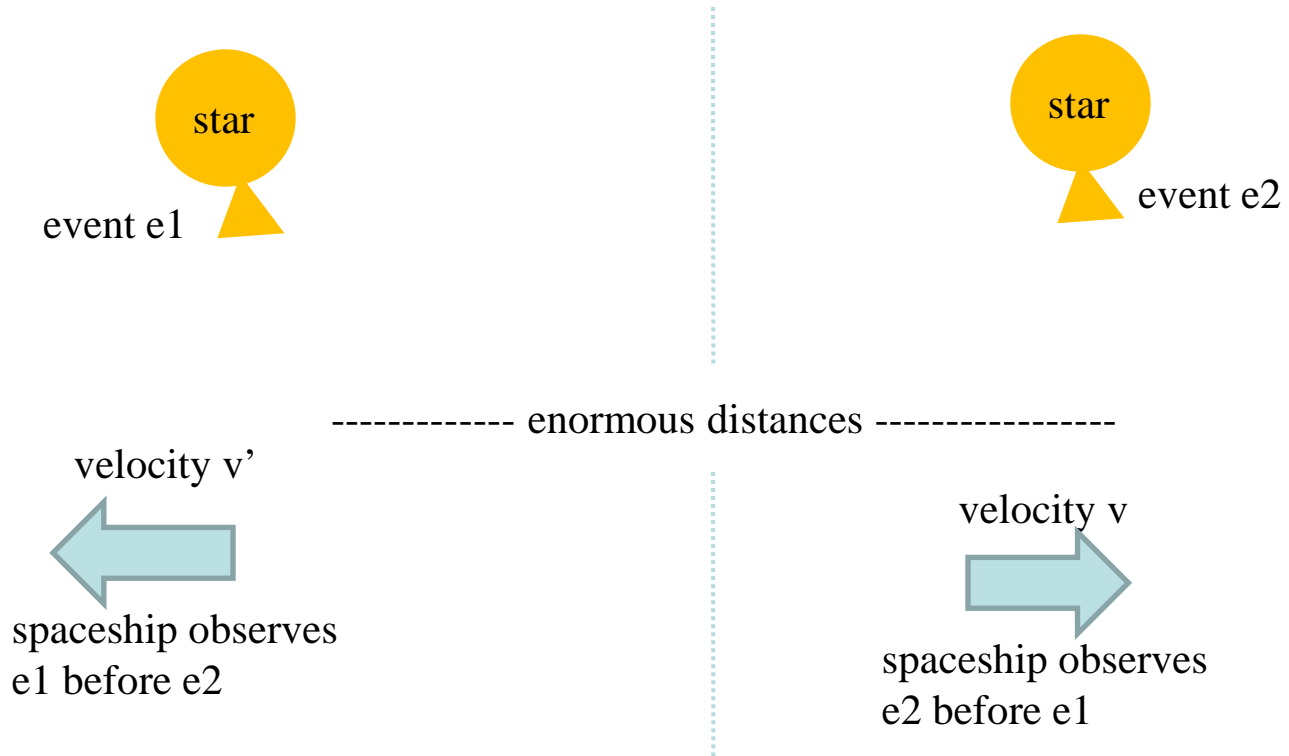 star
star
event e1
event e2
------------- enormous distances -----------------
velocity v’
velocity v
spaceship observes
e1 before e2
spaceship observes
e2 before e1